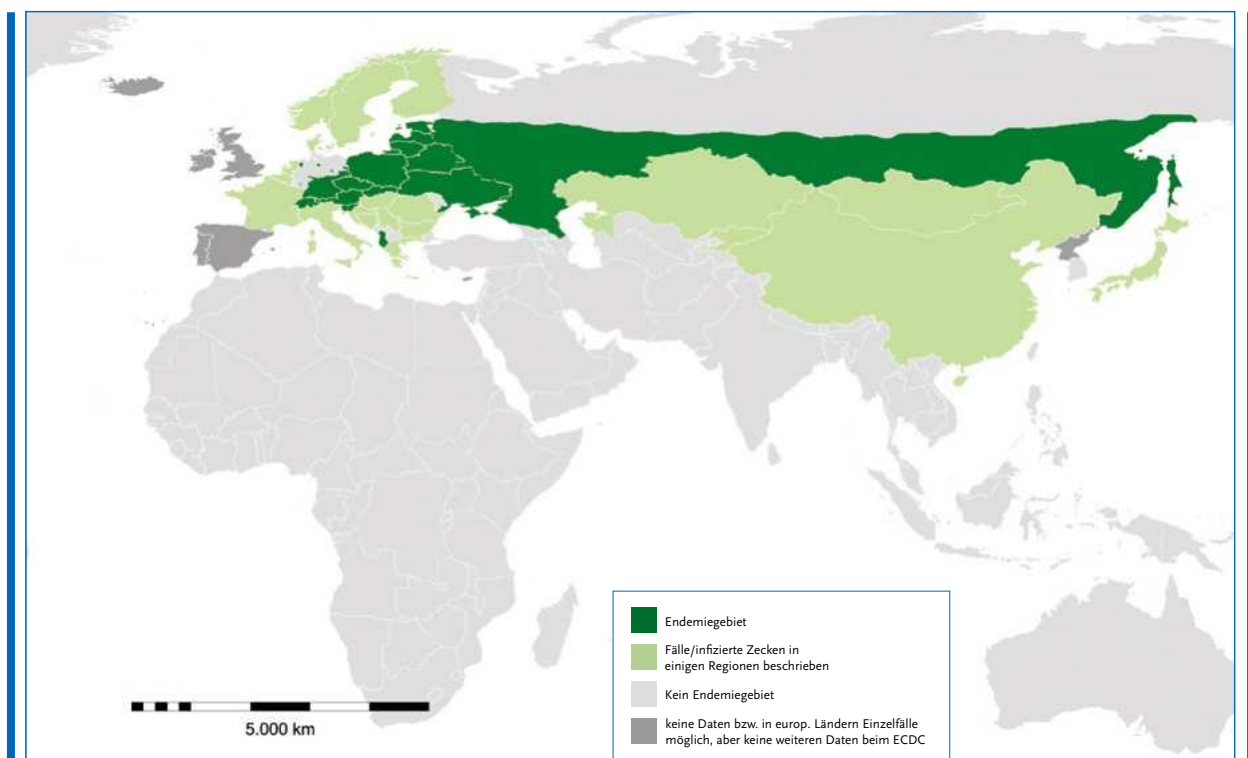 5.000 km
Endemiegebiet
Fälle/infizierte Zecken in
einigen Regionen beschrieben
Kein Endemiegebiet
keine Daten bzw. in europ. Ländern Einzelfälle
möglich, aber keine weiteren Daten beim ECDC